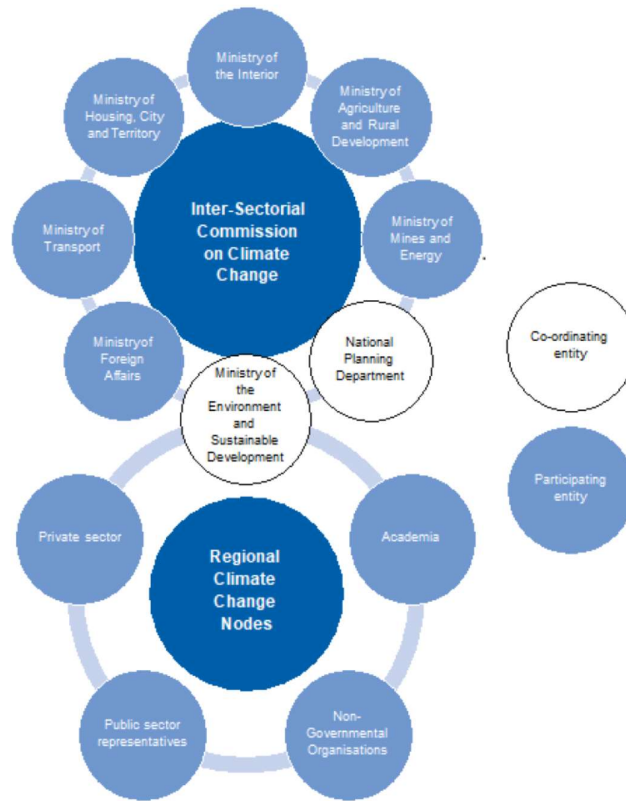 Ministry of
the Interior
Ministry of
Housing, City
and Territory
Ministry of
Agriculture
and Rural
Development
Inter-Sectorial
Commission
on Climate
Change
Ministry of
Transport
Ministry of
Mines and
Energy
Ministry of
Foreign
Affairs
National
Planning
Department
Ministry of
the
Environment
and
Sustainable
Development
Co-ordinating
entity
Participating
entity
Private sector
Academia
Regional
Climate
Change
Nodes
Public sector
representatives
Non-
Governmental
Organisations